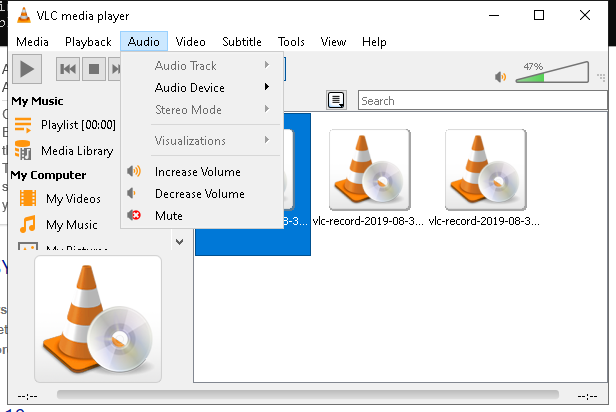 VLC media player
Media Playback Audio Video Subtitle Tools View Help
47%
Audio Track
Audio Device
Stereo Mode
Visualizations
Increase Volume
Decrease Volume
Mute
Search
My Music
Playlist [00:00]
Media Library
My Computer
My Videos
My Music
My Pictures
8-3...
vlc-record-2019-08-3...
vlc-record-2019-08-3...
--:-- --:--